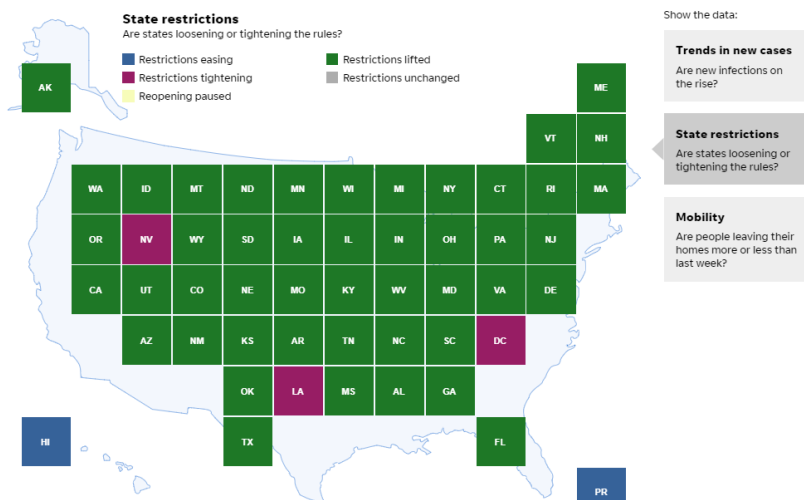 State restrictions
Are states loosening or tightening the rules?
Restrictions easing
Restrictions lifted
Restrictions tightening
Restrictions unchanged
Reopening paused
Show the data:
Trends in new cases
Are new infections on
the rise?
State restrictions
Are states loosening or
tightening the rules?
Mobility
Are people leaving their
homes more or less than
last week?
AK
ME
VT NH
WA ID MT ND MN WI MI NY CT RI MA
OR NV WY SD IA IL IN OH PA NJ
CA UT CO NE MO KY WV MD VA DE
AZ NM KS AR TN NC SC DC
OK LA MS AL GA
HI TX FL
PR